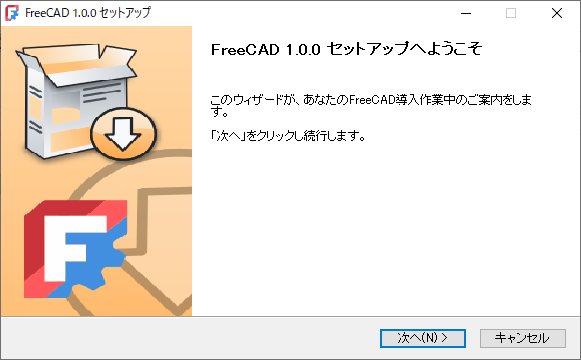 FreeCAD 1.0.0 セットアップ
FreeCAD 1.0.0 セットアップへようこそ
このウィザードが、あなたのFreeCAD導入作業中のご案内をしま
す。
「次へ」をクリックし続行します。
F
次へ(N) >
キャンセル